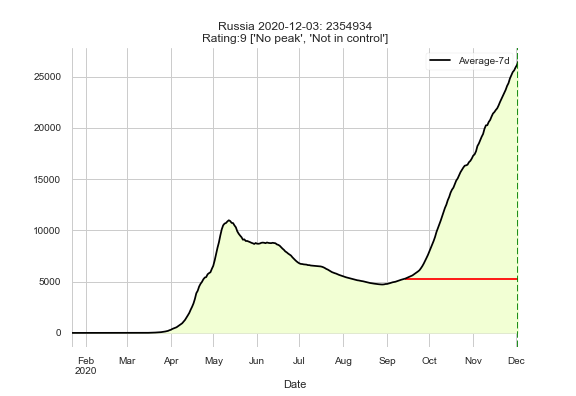 Russia 2020-12-03: 2354934
Rating:9 ['No peak', 'Not in control']
Average-7d
25000
20000
15000
10000
5000
0
Feb Mar Apr May Jun Jul Aug Sep Oct Nov Dec
2020
Date